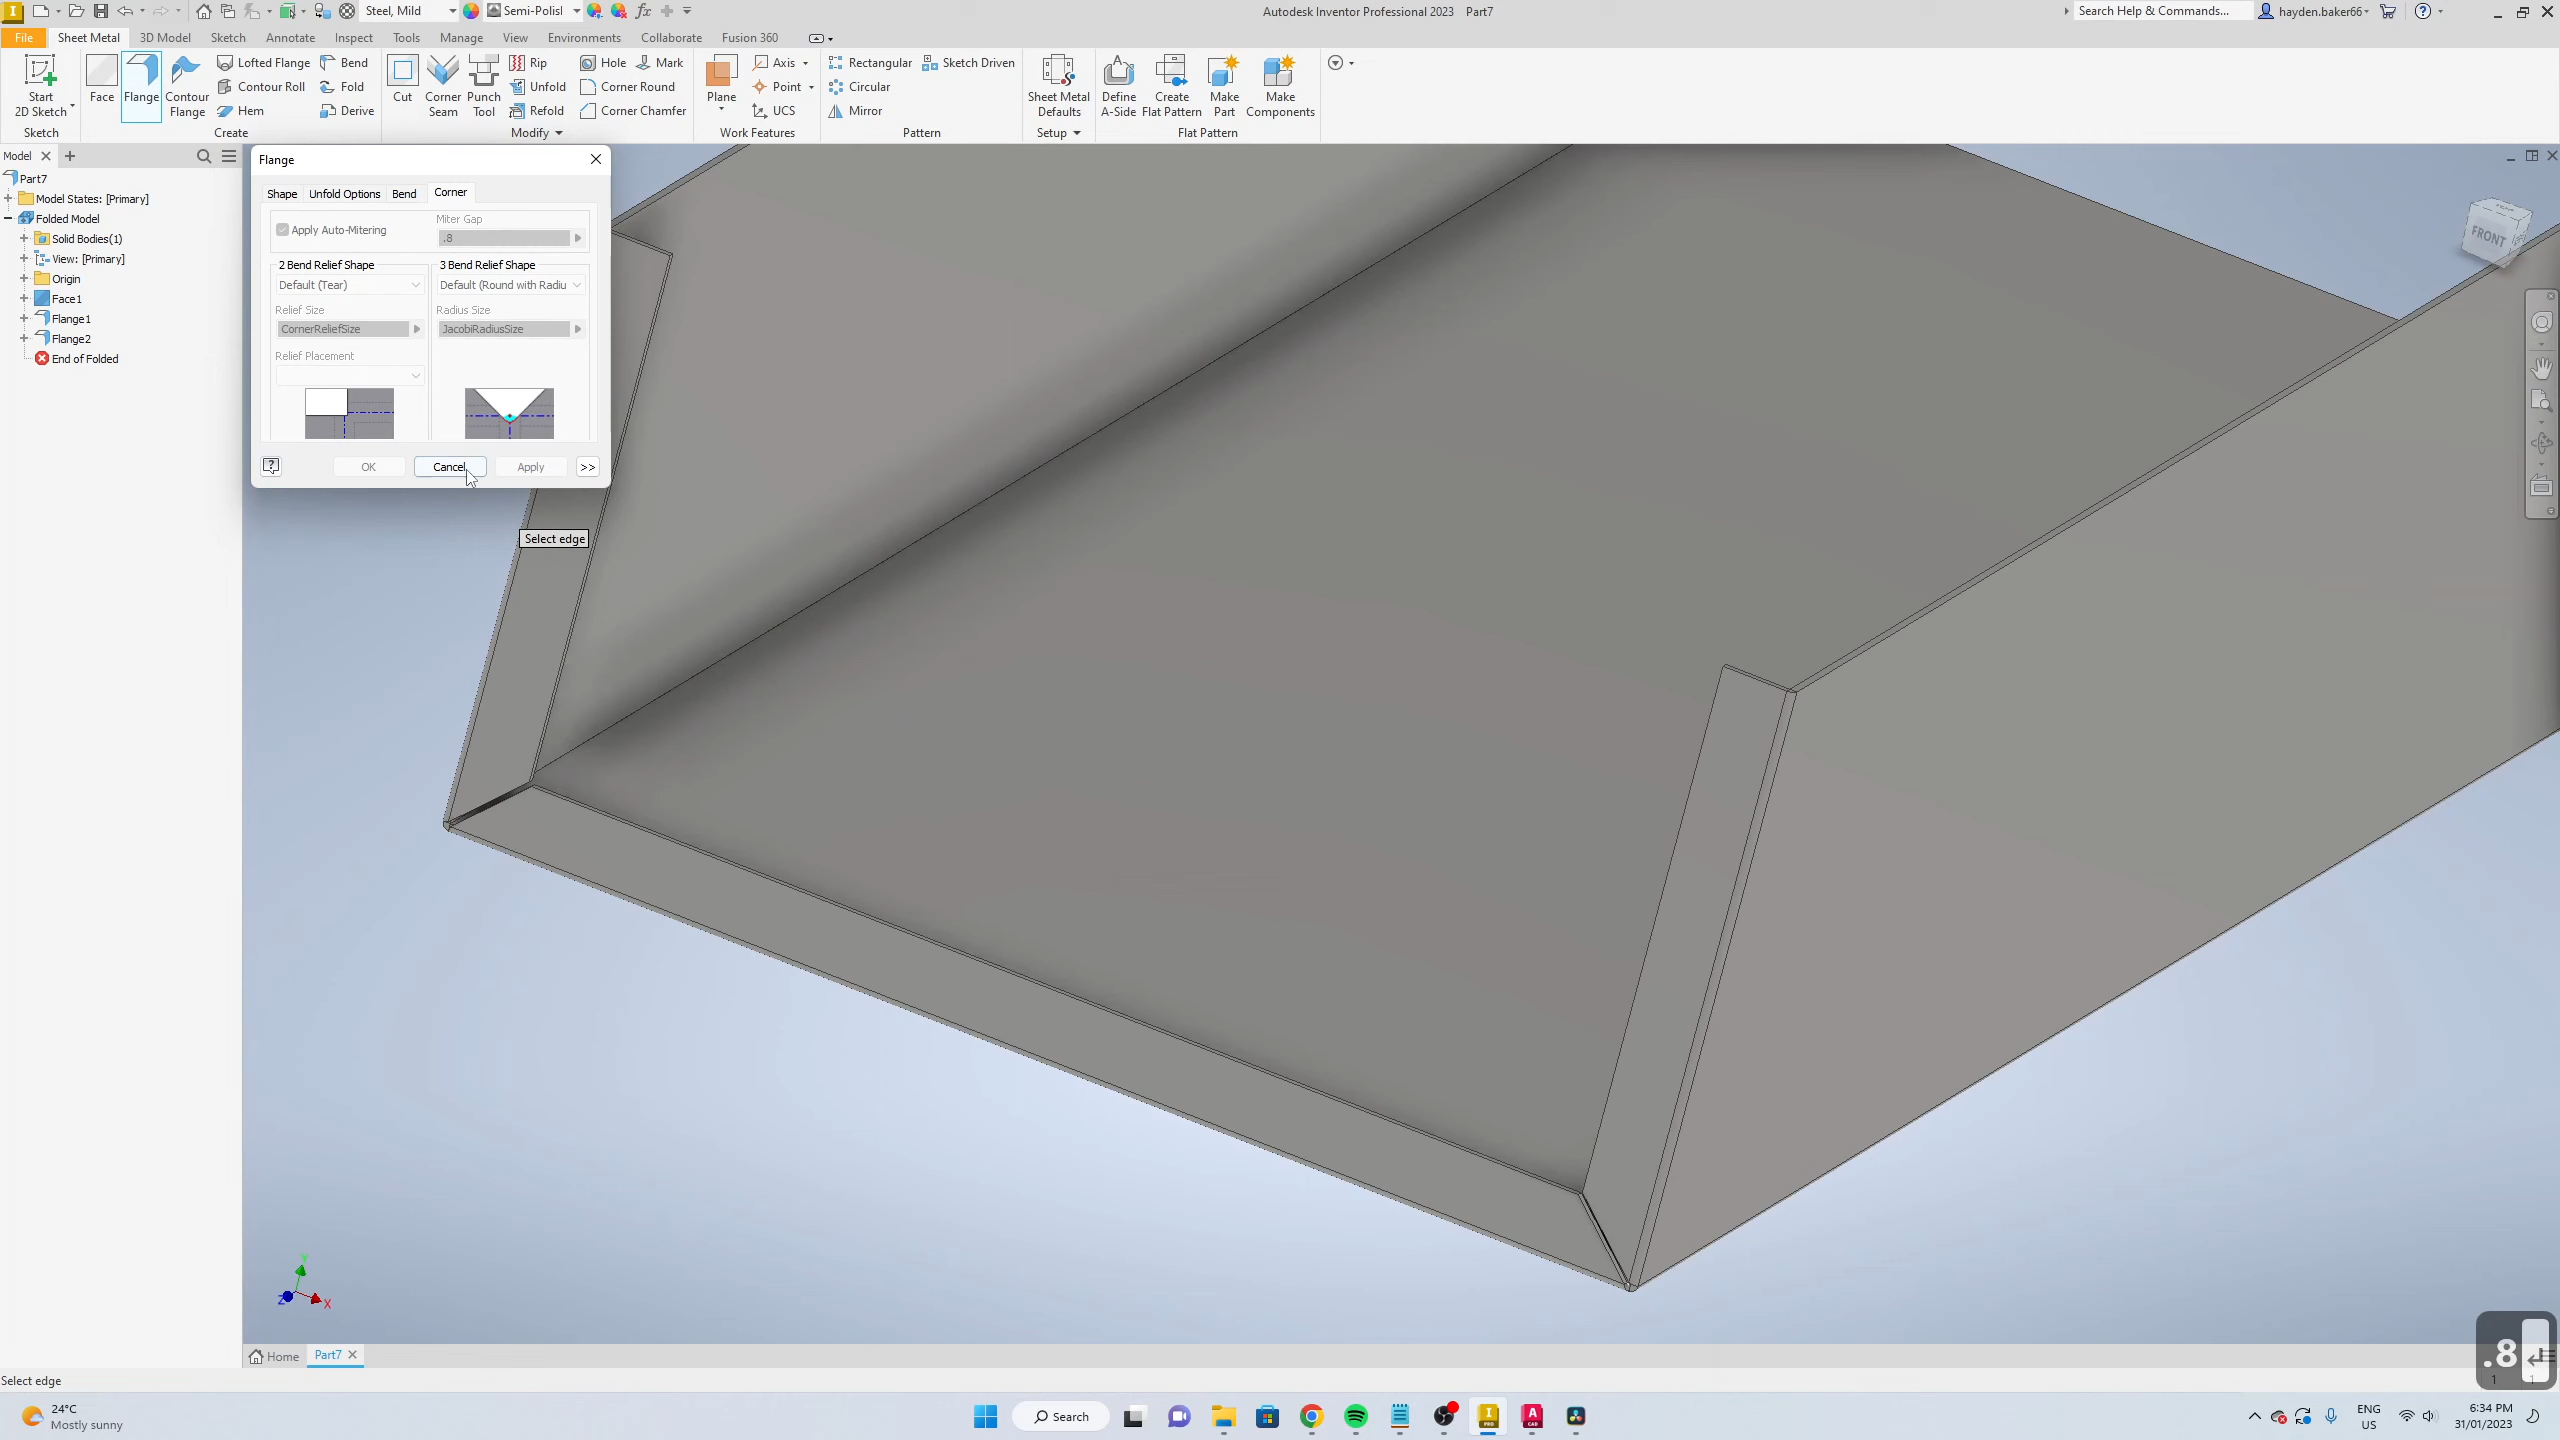 Steel, Mild
Semi-Polisl
Autodesk Inventor Professional 2023 Part7
Search Help & Commands...
hayden.baker66
File Sheet Metal 3D Model Sketch Annotate Inspect Tools Manage View Environments Collaborate Fusion 360
Start
2D Sketch
Face
Flange
Contour
Flange
Lofted Flange
Contour Roll
Hem
Bend
Fold
Derive
Cut
Corner
Seam
Punch
Tool
Rip
Unfold
Refold
Hole
Mark
Corner Round
Corner Chamfer
Plane
Axis
Point
UCS
Rectangular
Circular
Mirror
Sketch Driven
Sheet Metal
Defaults
Define
A-Side
Create
Flat Pattern
Make
Part
Make
Components
Sketch Create Modify Work Features Pattern Setup Flat Pattern
Model
Part7
Model States: [Primary]
Folded Model
Solid Bodies(1)
View: [Primary]
Origin
Face1
Flange1
Flange2
End of Folded
Flange
Shape Unfold Options Bend Corner
Apply Auto-Mitering
Miter Gap
.8
2 Bend Relief Shape
Default (Tear)
Relief Size
CornerReliefSize
Relief Placement
3 Bend Relief Shape
Default (Round with Radiu
Radius Size
JacobiRadiusSize
OK Cancel Apply >>
Select edge
FRONT
Y
Z
X
Home Part7
Select edge
.8
1 1
24°C
Mostly sunny
Search
ENG
US
6:34 PM
31/01/2023